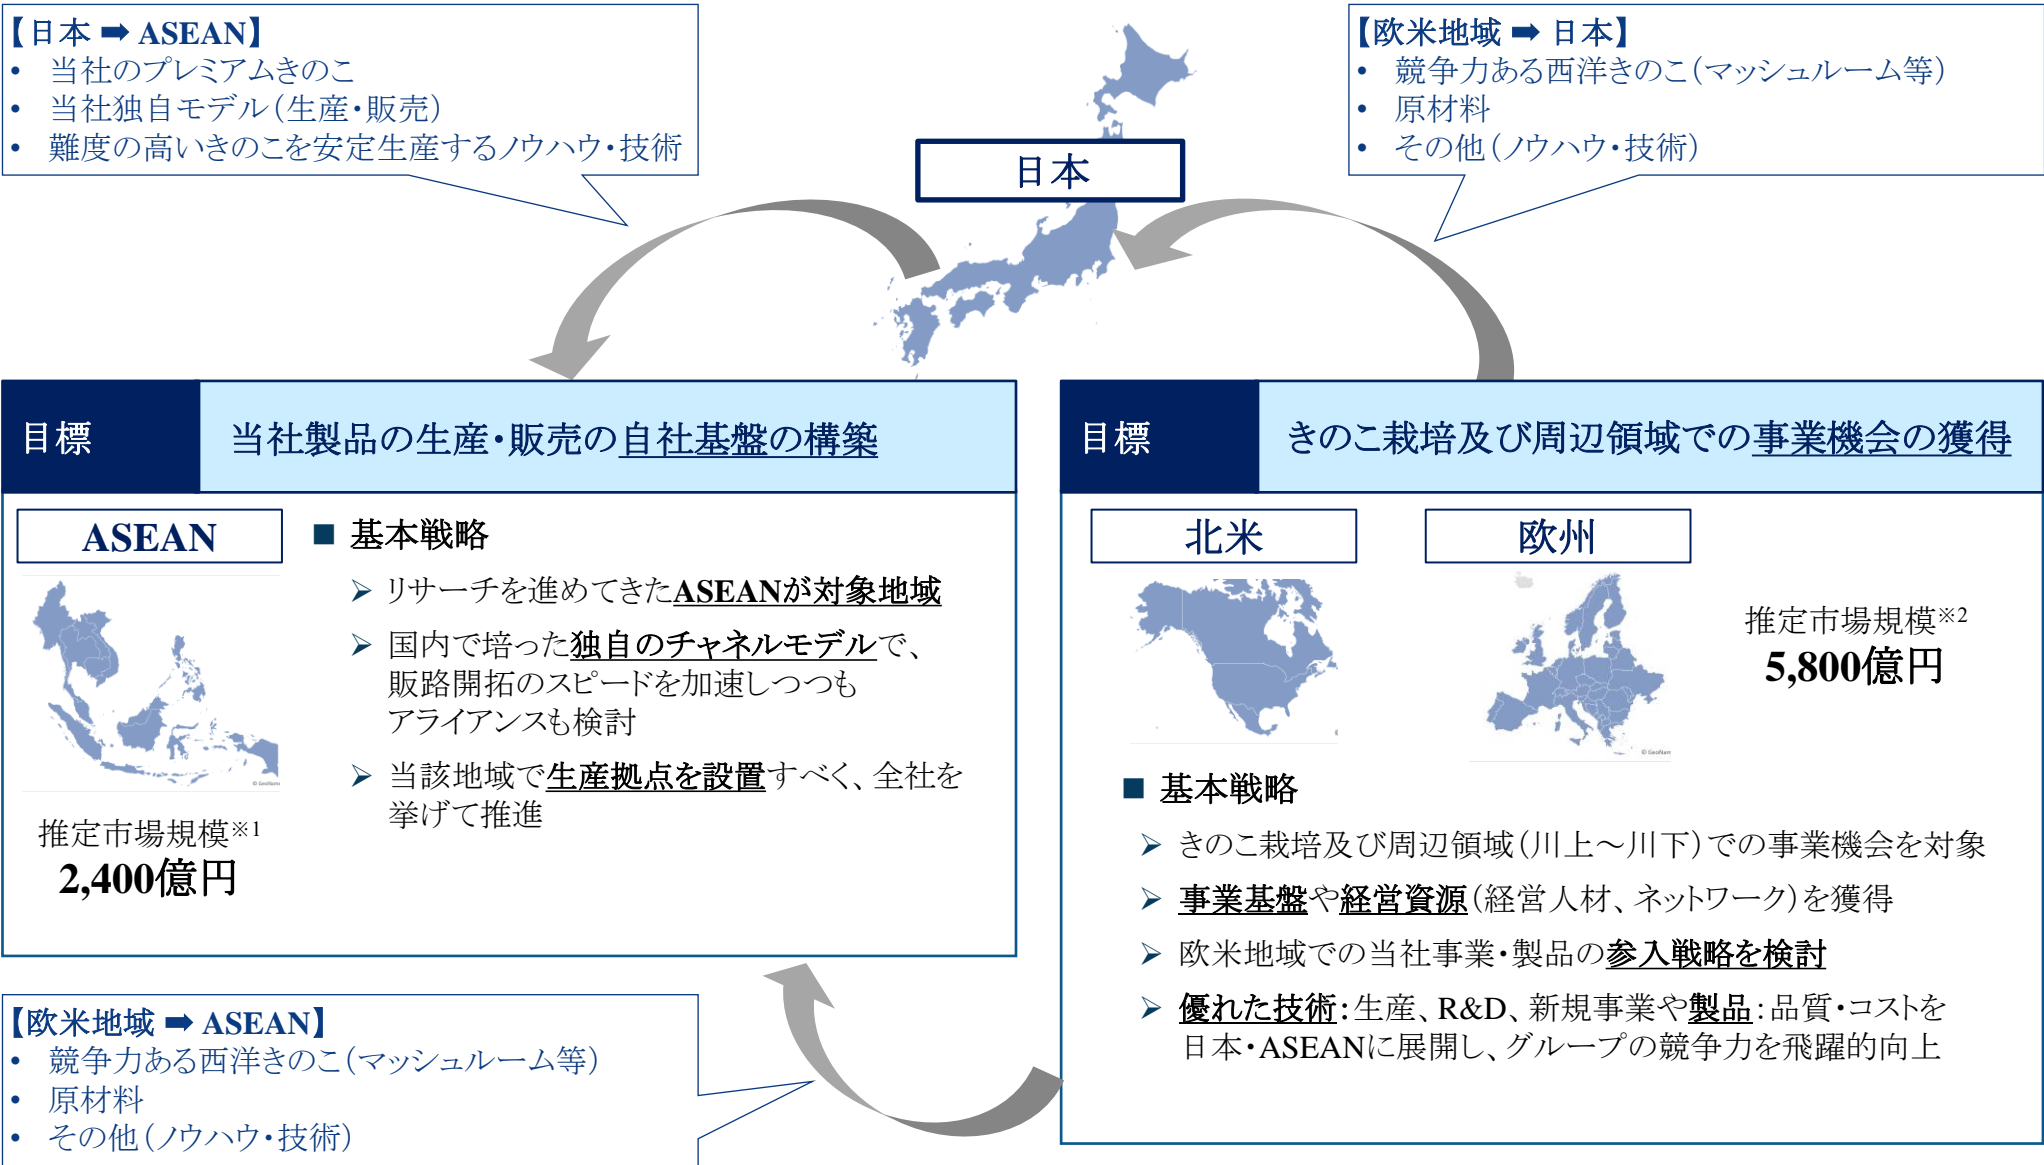 【日本 ➡ ASEAN】
• 当社のプレミアムきのこ
• 当社独自モデル（生産・販売）
• 難度の高いきのこを安定生産するノウハウ・技術
【欧米地域 ➡ 日本】
• 競争力ある西洋きのこ（マッシュルーム等）
• 原材料
• その他（ノウハウ・技術）
日本
目標
当社製品の生産・販売の自社基盤の構築
ASEAN
© GeoNames
推定市場規模※1
2,400億円
■ 基本戦略
➢ リサーチを進めてきたASEANが対象地域
➢ 国内で培った独自のチャネルモデルで、
販路開拓のスピードを加速しつつも
アライアンスも検討
➢ 当該地域で生産拠点を設置すべく、全社を
挙げて推進
目標
きのこ栽培及び周辺領域での事業機会の獲得
北米
欧州
© GeoNam
推定市場規模※2
5,800億円
■ 基本戦略
➢ きのこ栽培及び周辺領域（川上～川下）での事業機会を対象
➢ 事業基盤や経営資源（経営人材、ネットワーク）を獲得
➢ 欧米地域での当社事業・製品の参入戦略を検討
➢ 優れた技術：生産、R&D、新規事業や製品：品質・コストを
日本・ASEANに展開し、グループの競争力を飛躍的向上
【欧米地域 ➡ ASEAN】
• 競争力ある西洋きのこ（マッシュルーム等）
• 原材料
• その他（ノウハウ・技術）